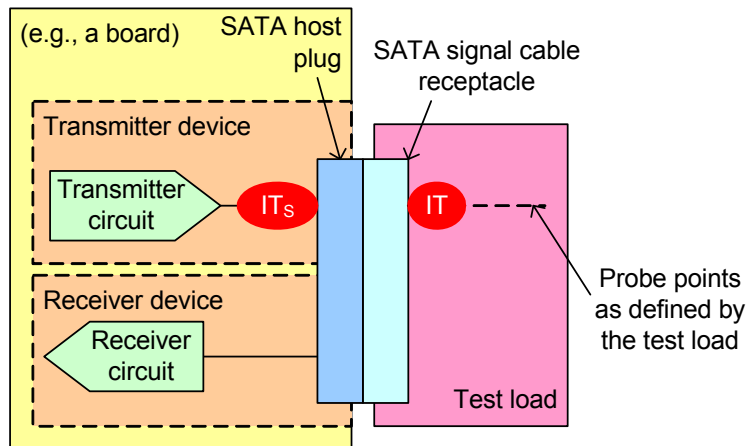 (e.g., a board)
SATA host
plug
SATA signal cable
receptacle
Transmitter device
Transmitter
circuit
ITS
IT
Receiver device
Receiver
circuit
Probe points
as defined by
the test load
Test load